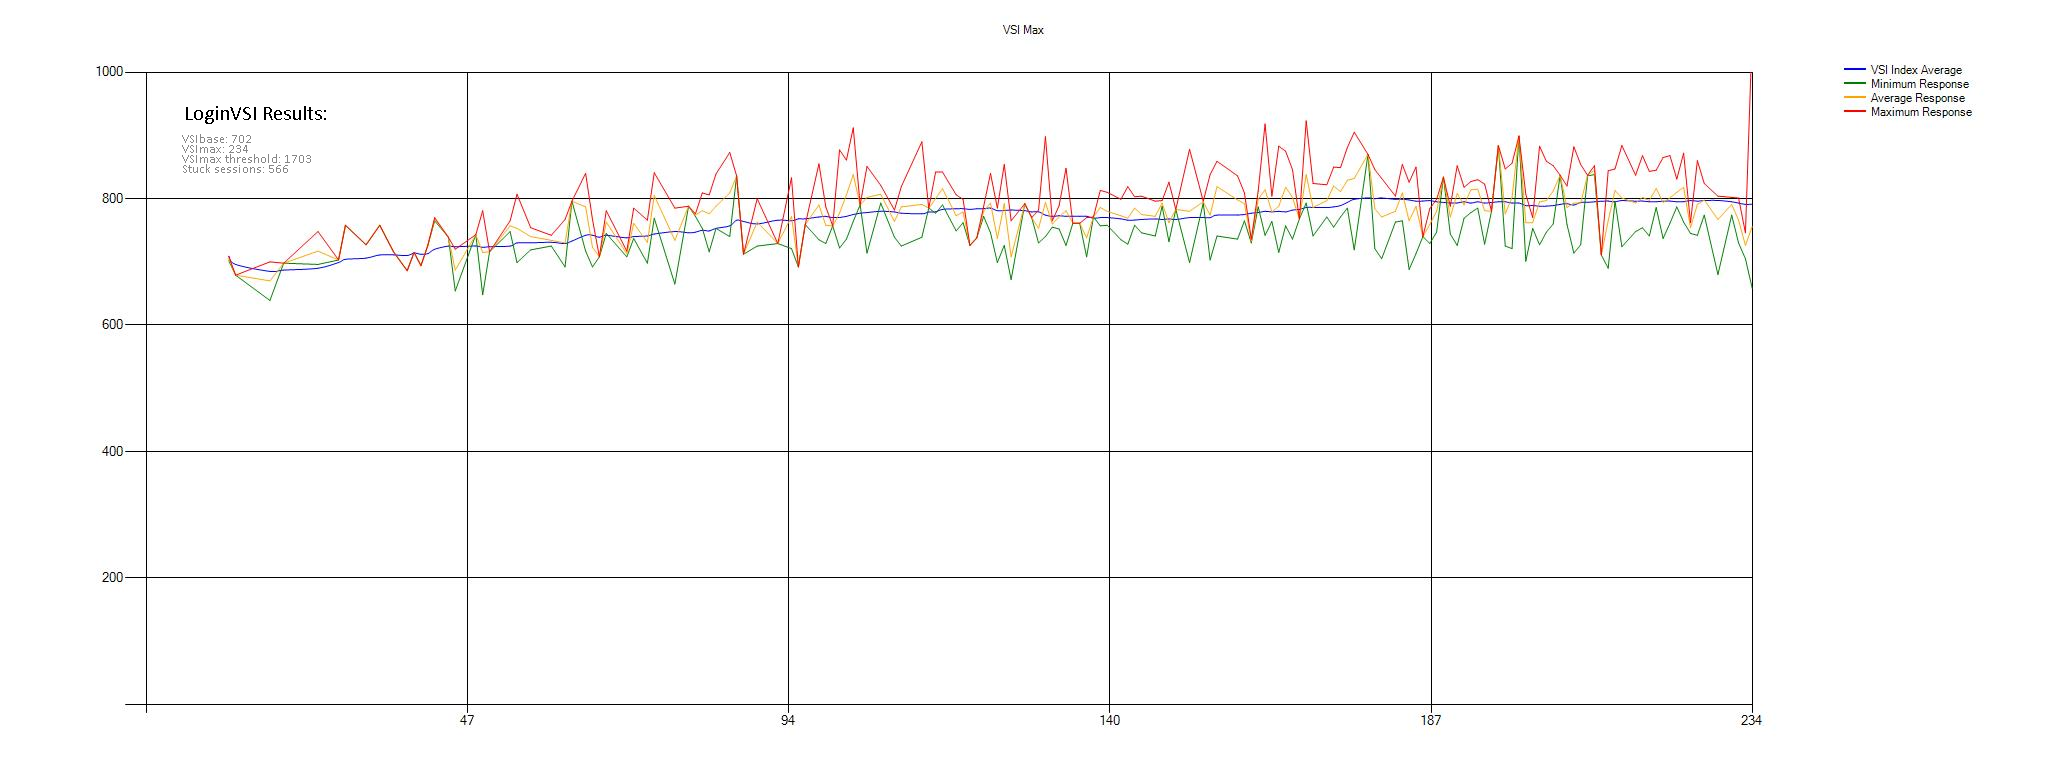 VSI Max
1000
800
600
400
200
47
94
140
187
234
LoginVSI Results:
VSIbase: 702
VSImax: 234
VSImax threshold: 1703
Stuck sessions: 566
VSI Index Average
Minimum Response
Average Response
Maximum Response